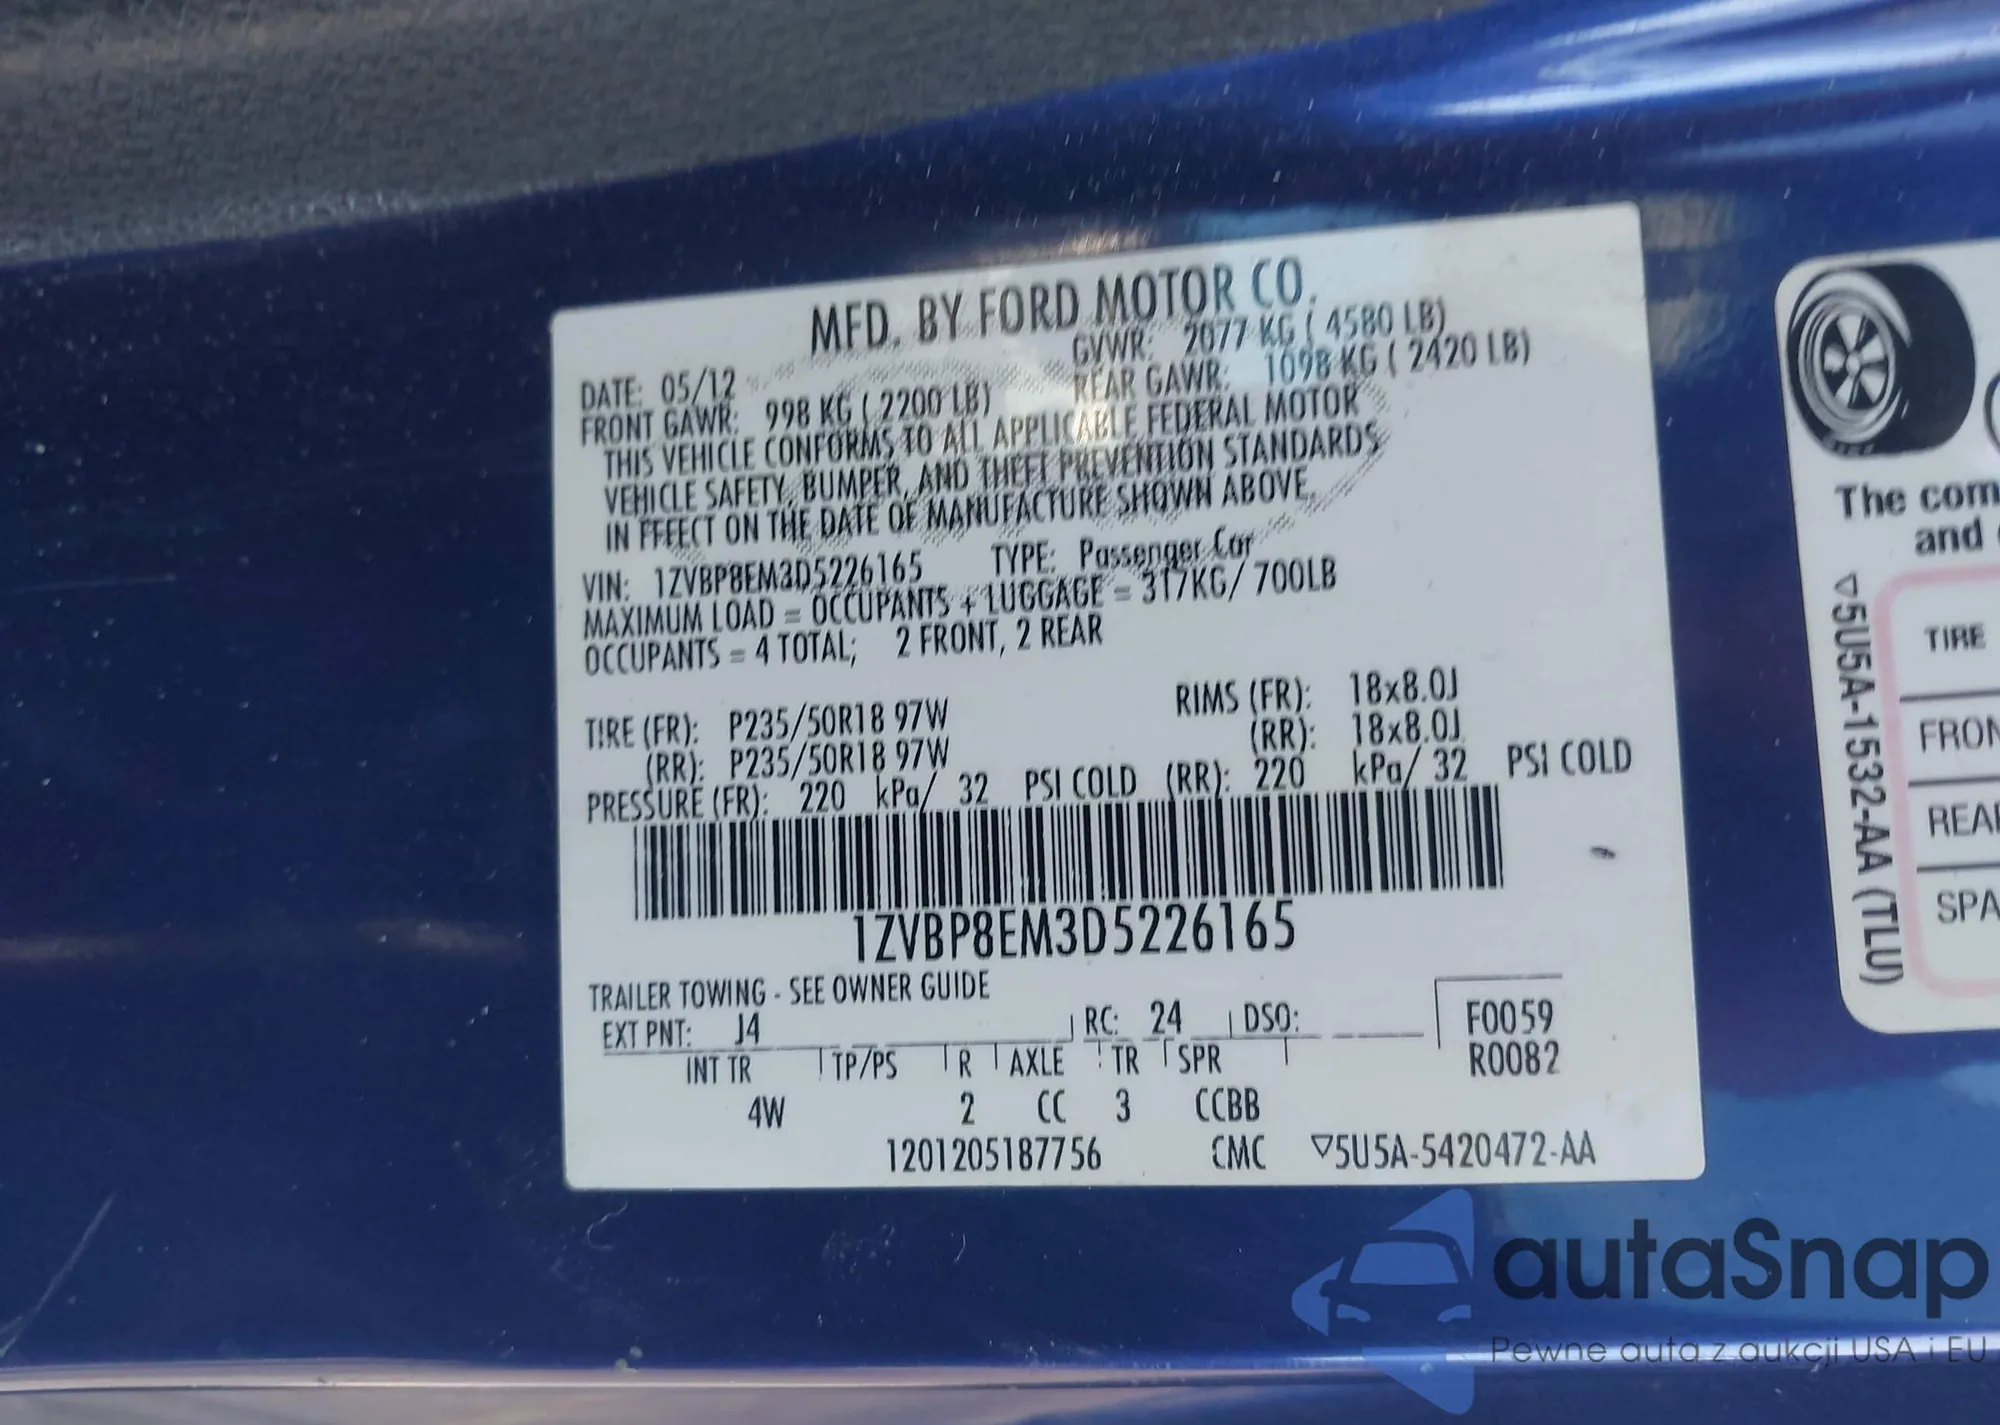 MFD. BY FORD MOTOR CO.
DATE: 05/12 GVWR: 2077 KG ( 4580 LB)
FRONT GAWR: 998 KG ( 2200 LB) REAR GAWR: 1098 KG ( 2420 LB)
THIS VEHICLE CONFORMS TO ALL APPLICABLE FEDERAL MOTOR
VEHICLE SAFETY, BUMPER, AND THEFT PREVENTION STANDARDS
IN EFFECT ON THE DATE OF MANUFACTURE SHOWN ABOVE.
VIN: 1ZVBP8EM3D5226165 TYPE: Passenger Car
MAXIMUM LOAD = OCCUPANTS + LUGGAGE = 317KG/ 700LB
OCCUPANTS = 4 TOTAL; 2 FRONT, 2 REAR
TIRE (FR): P235/50R18 97W RIMS (FR): 18x8.0J
(RR): P235/50R18 97W (RR): 18x8.0J
PRESSURE (FR): 220 kPa/ 32 PSI COLD (RR): 220 kPa/ 32 PSI COLD
1ZVBP8EM3D5226165
TRAILER TOWING - SEE OWNER GUIDE
EXT PNT: J4 RC: 24 DSO: F0059
INT TR TP/PS R AXLE TR SPR R0082
4W 2 CC 3 CCBB
1201205187756 CMC ▽5U5A-5420472-AA
The com
and
▽5U5A-1532-AA (TLU)
TIRE
FRON
REAR
SPA
autaSnap
Pewne auta z aukcji USA i EU